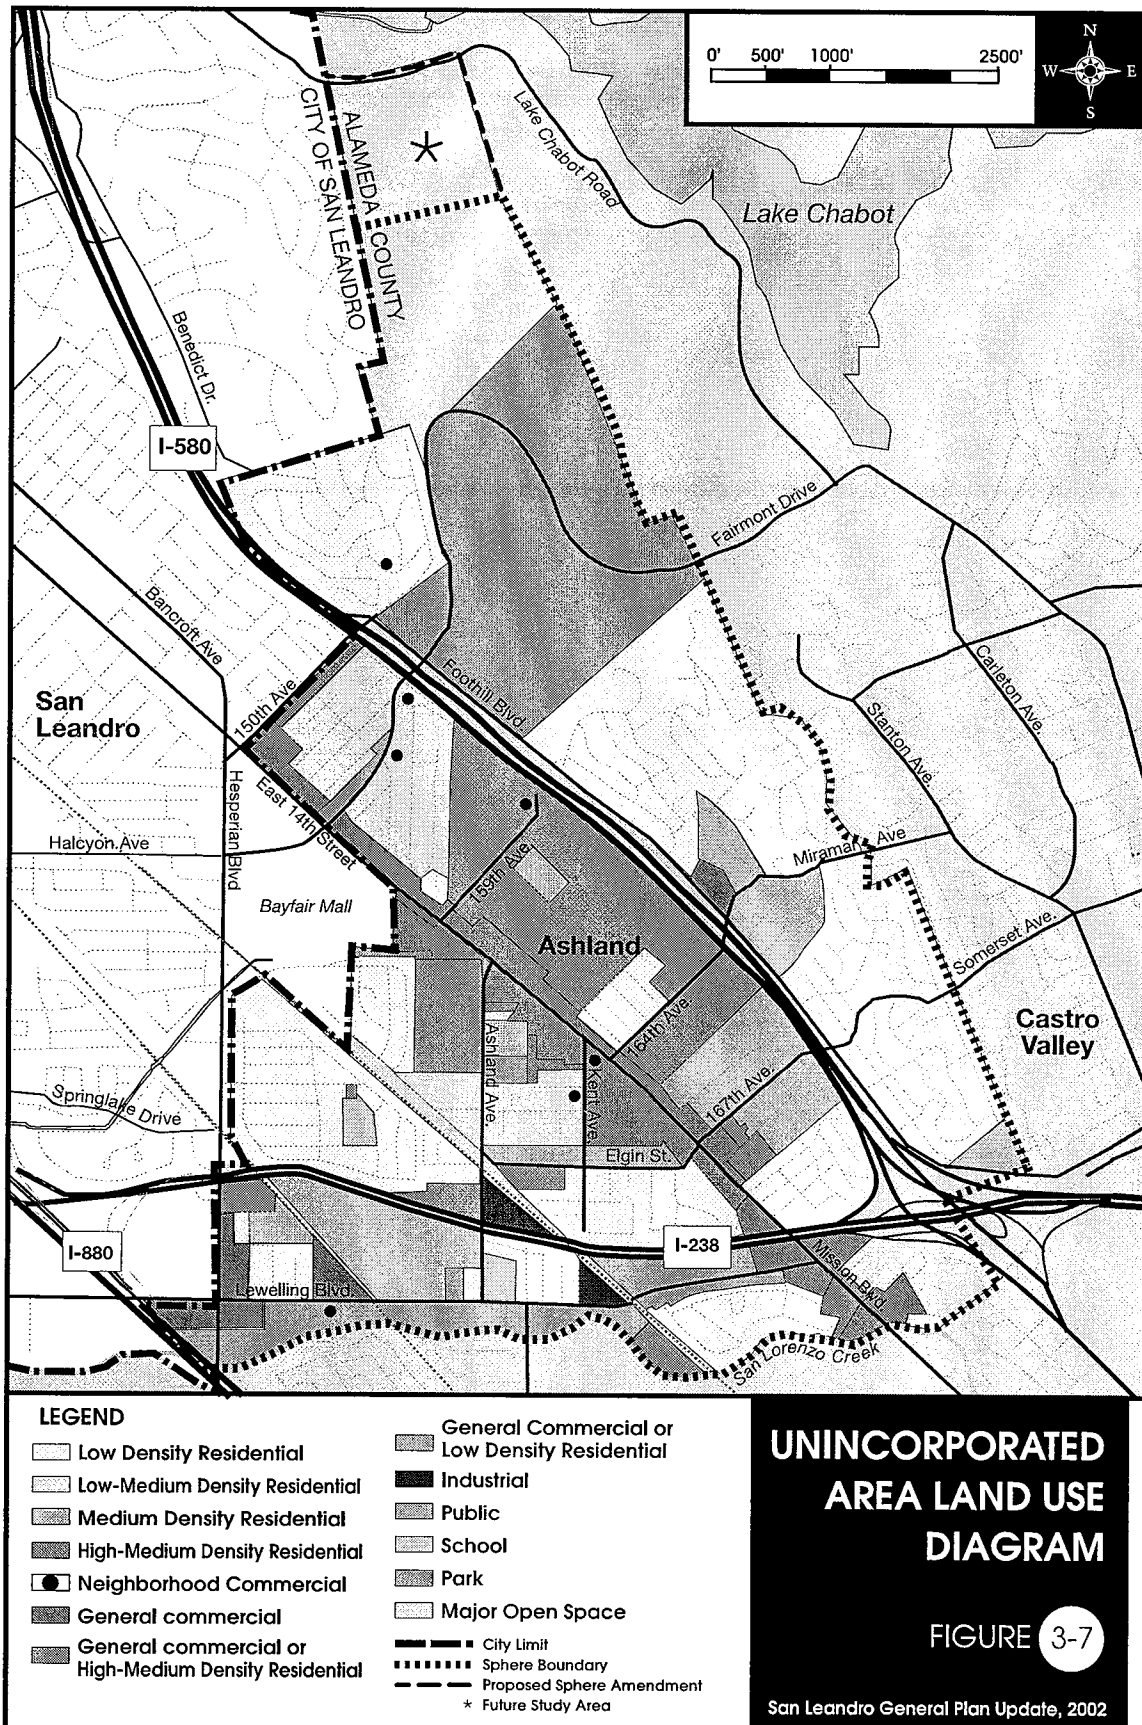 0' 500' 1000' 2500'
N
W E
S
CITY OF SAN LEANDRO
ALAMEDA COUNTY
Lake Chabot Road
Lake Chabot
Benedict Dr.
I-580
Fairmont Drive
Bancroft Ave
San
Leandro
150th Ave
Foothill Blvd.
Carleton Ave.
Stanton Ave.
Hesperian Blvd
East 14th Street
Halcyon Ave
Miramar Ave
159th Ave.
Bayfair Mall
Ashland
Somerset Ave.
Castro
Valley
Ashland Ave.
Kent Ave.
164th Ave.
167th Ave.
Springlake Drive
Elgin St.
I-880
I-238
Mission Blvd.
Lewelling Blvd.
San Lorenzo Creek
LEGEND
Low Density Residential
Low-Medium Density Residential
Medium Density Residential
High-Medium Density Residential
Neighborhood Commercial
General commercial
General commercial or
High-Medium Density Residential
General Commercial or
Low Density Residential
Industrial
Public
School
Park
Major Open Space
City Limit
Sphere Boundary
Proposed Sphere Amendment
* Future Study Area
UNINCORPORATED
AREA LAND USE
DIAGRAM
FIGURE 3-7
San Leandro General Plan Update, 2002